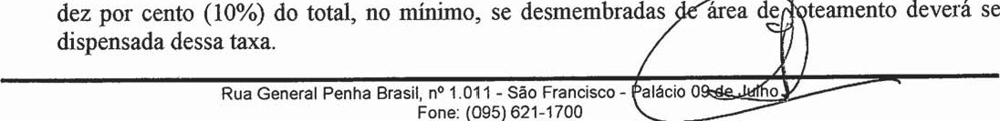 dez por cento (10%) do total, no mínimo, se desmembradas de área de loteamento deverá se
dispensada dessa taxa.
Rua General Penha Brasil, nº 1.011 - São Francisco - Palácio 09 de Julho
Fone: (095) 621-1700